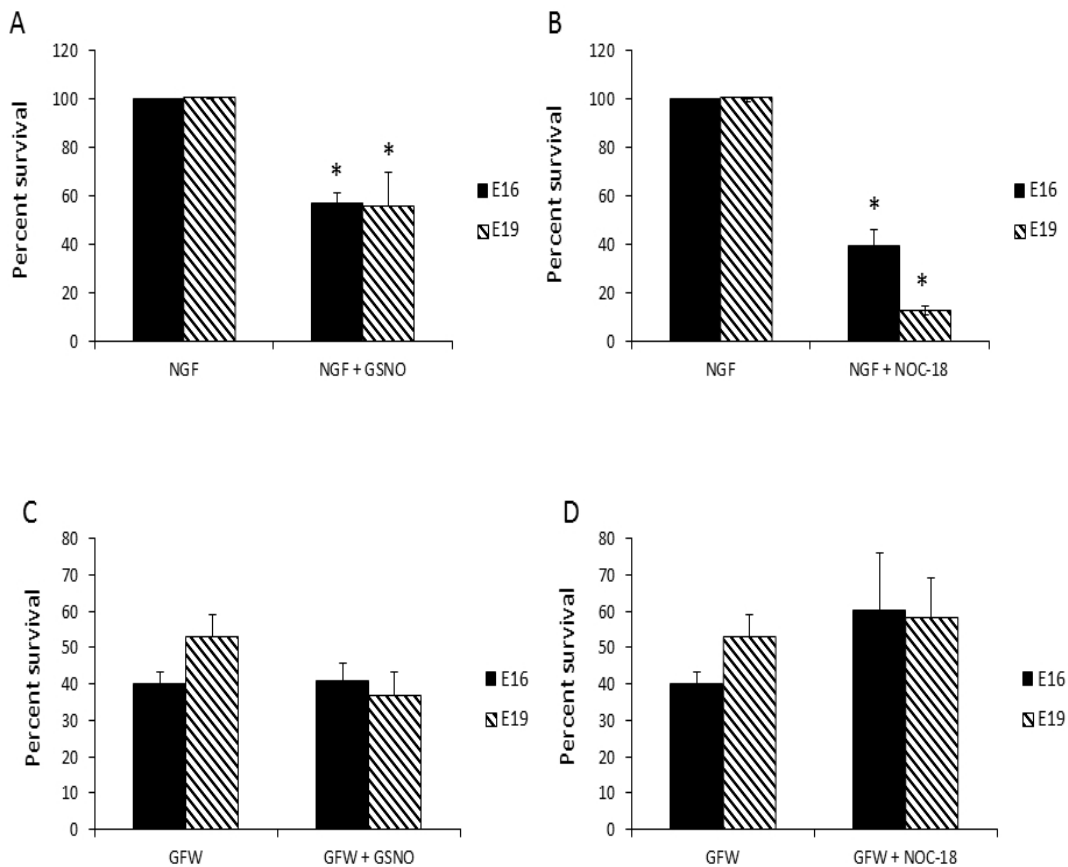 A
120
100
80
60
40
20
0
Percent survival
*
*
NGF
NGF + GSNO
E16
E19
B
120
100
80
60
40
20
0
Percent survival
*
*
NGF
NGF + NOC-18
E16
E19
C
80
70
60
50
40
30
20
10
0
Percent survival
GFW
GFW + GSNO
E16
E19
D
80
70
60
50
40
30
20
10
0
Percent survival
GFW
GFW + NOC-18
E16
E19